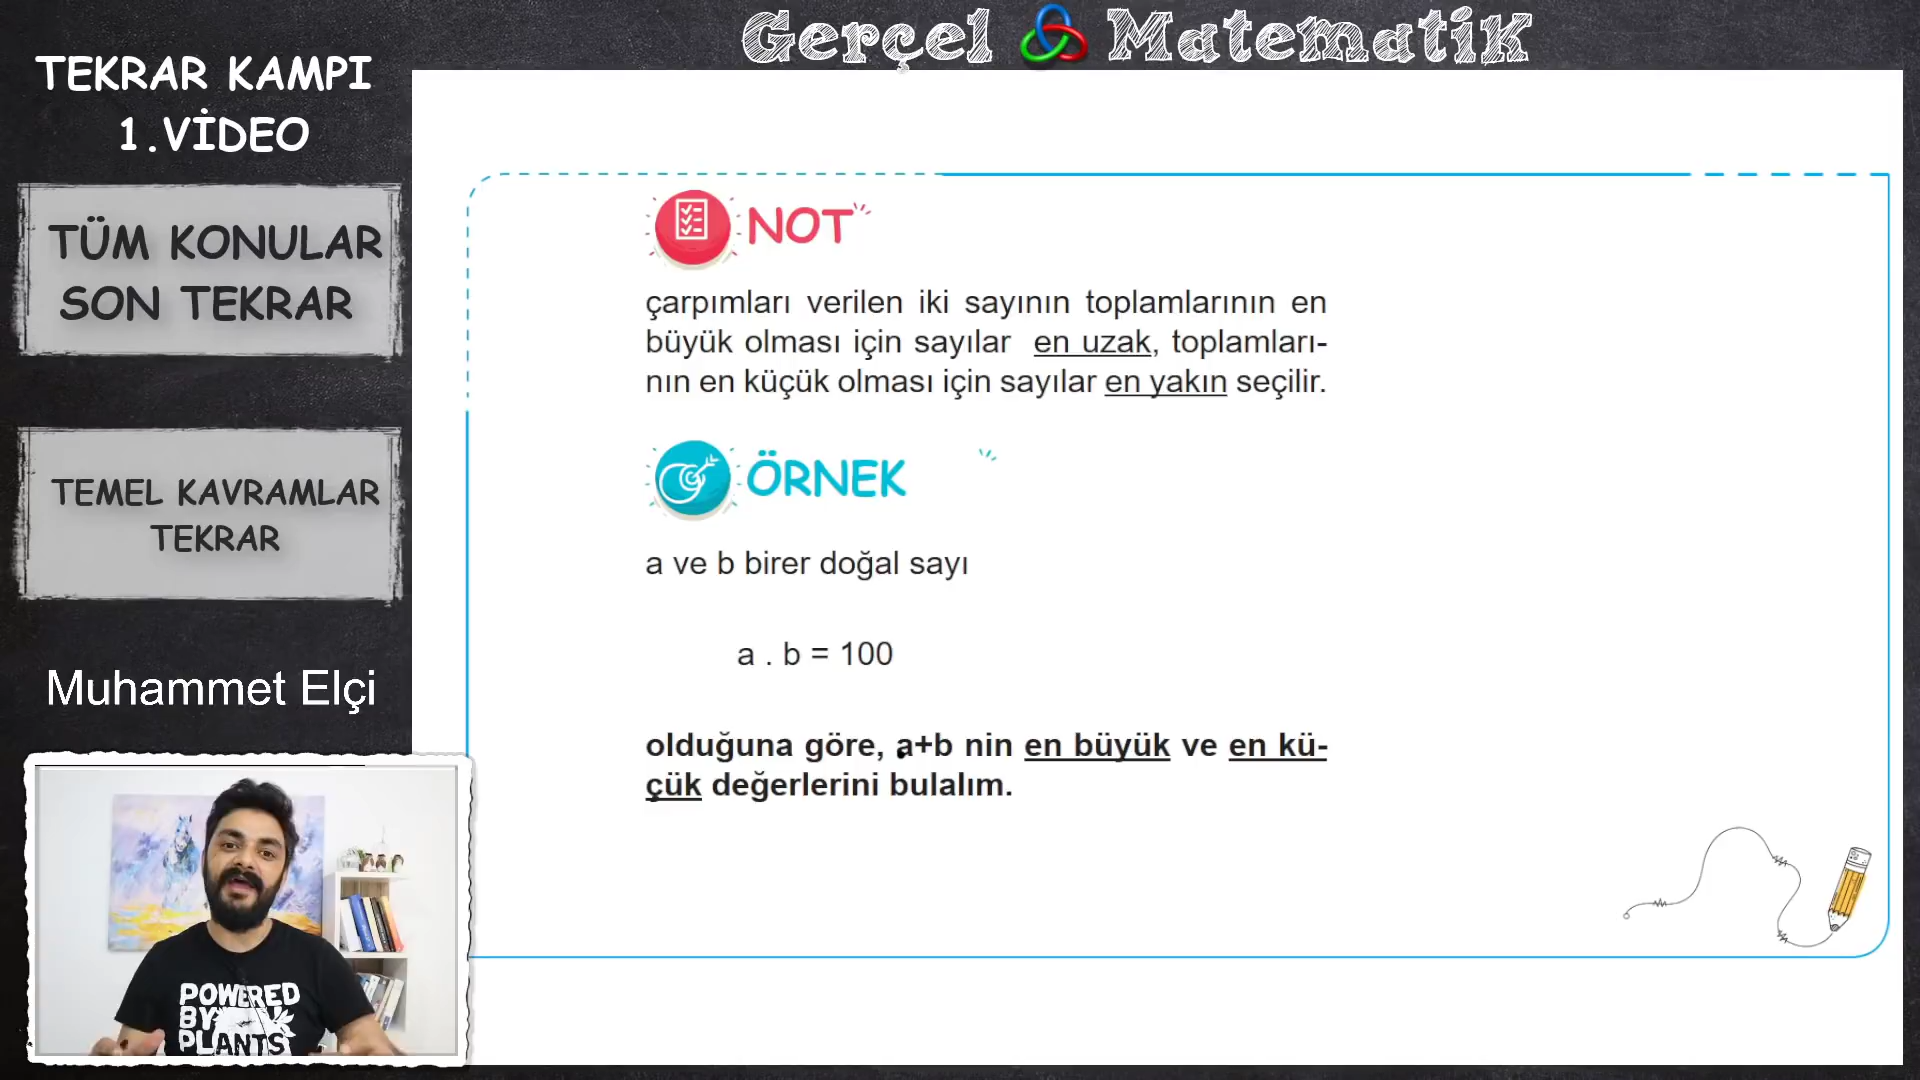 Gerçel Matematik
TEKRAR KAMPI
1.VİDEO
TÜM KONULAR
SON TEKRAR
TEMEL KAVRAMLAR
TEKRAR
Muhammet Elçi
NOT
çarpımları verilen iki sayının toplamlarının en
büyük olması için sayılar en uzak, toplamları-
nın en küçük olması için sayılar en yakın seçilir.
ÖRNEK
a ve b birer doğal sayı
a . b = 100
olduğuna göre, a+b nin en büyük ve en kü-
çük değerlerini bulalım.
POWERED
BY
PLANTS